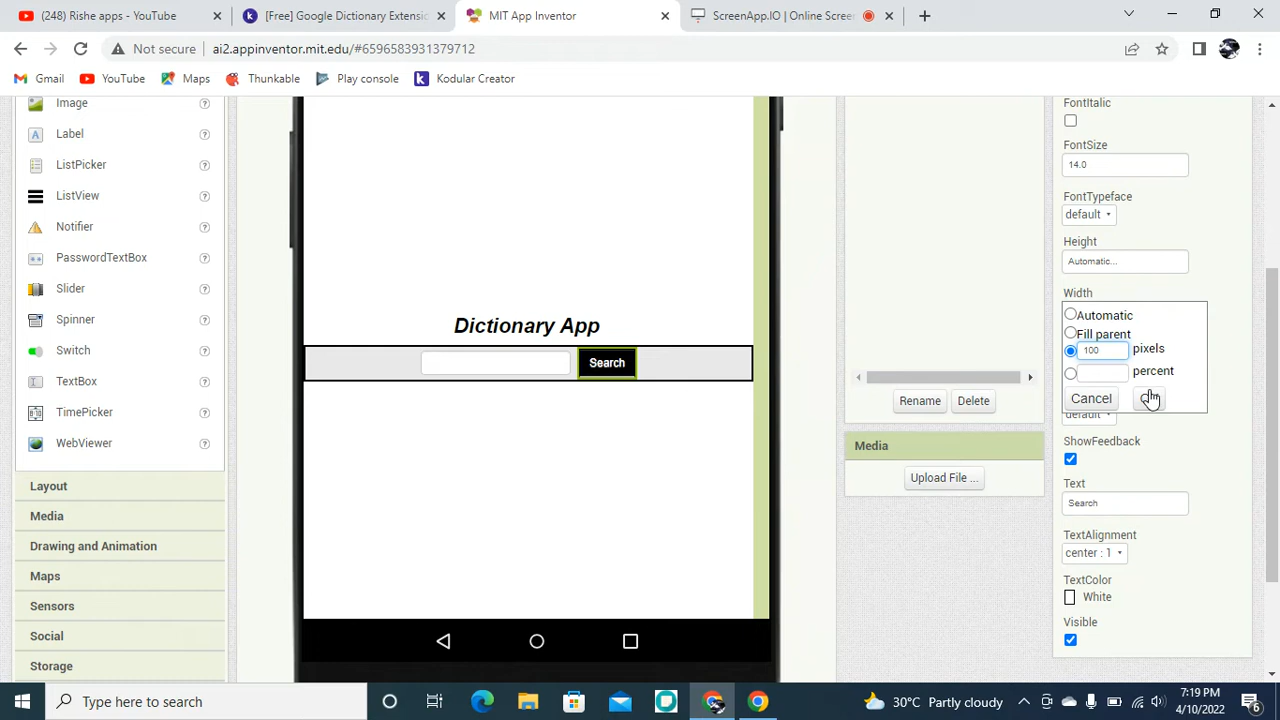 (248) Rishe apps - YouTube
[Free] Google Dictionary Extensi
MIT App Inventor
ScreenApp.IO | Online Scree
Not secure
ai2.appinventor.mit.edu/#6596583931379712
Gmail
YouTube
Maps
Thunkable
Play console
Kodular Creator
Image
Label
ListPicker
ListView
Notifier
PasswordTextBox
Slider
Spinner
Switch
TextBox
TimePicker
WebViewer
Layout
Media
Drawing and Animation
Maps
Sensors
Social
Storage
Dictionary App
Search
Rename
Delete
Media
Upload File ...
FontItalic
FontSize
14.0
FontTypeface
default
Height
Automatic...
Width
Automatic
Fill parent
100 pixels
percent
Cancel
default
ShowFeedback
Text
Search
TextAlignment
center : 1
TextColor
White
Visible
Type here to search
30°C Partly cloudy
7:19 PM
4/10/2022
6